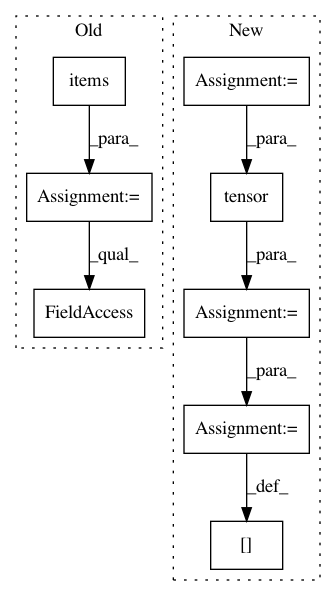 Old
items
_para_
Assignment:=
_qual_
FieldAccess
New
Assignment:=
_para_
tensor
_para_
Assignment:=
_para_
Assignment:=
_def_
[]